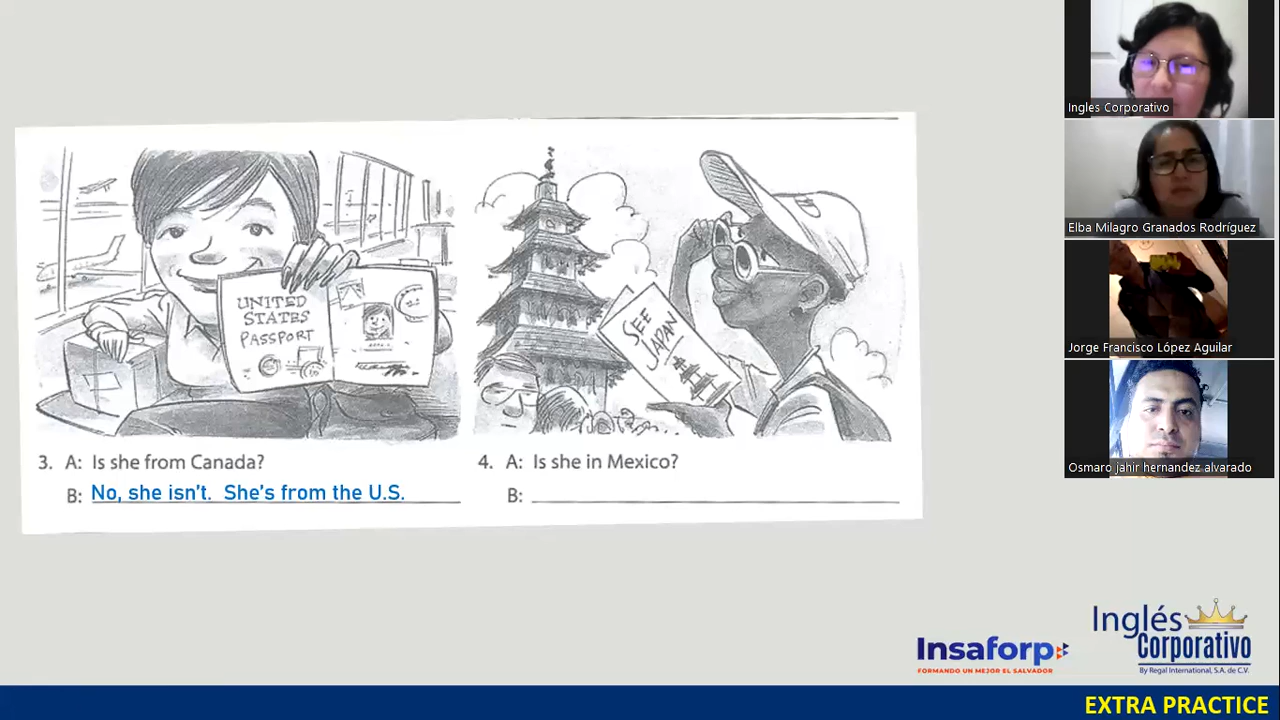 UNITED
STATES
PASSPORT
SEE
JAPAN
3. A: Is she from Canada?
B: No, she isn't. She's from the U.S.
4. A: Is she in Mexico?
B:
Ingles Corporativo
Elba Milagro Granados Rodríguez
Jorge Francisco López Aguilar
Osmaro jahir hernandez alvarado
Insaforp
FORMANDO UN MEJOR EL SALVADOR
Inglés
Corporativo
By Regal International, S.A. de C.V.
EXTRA PRACTICE